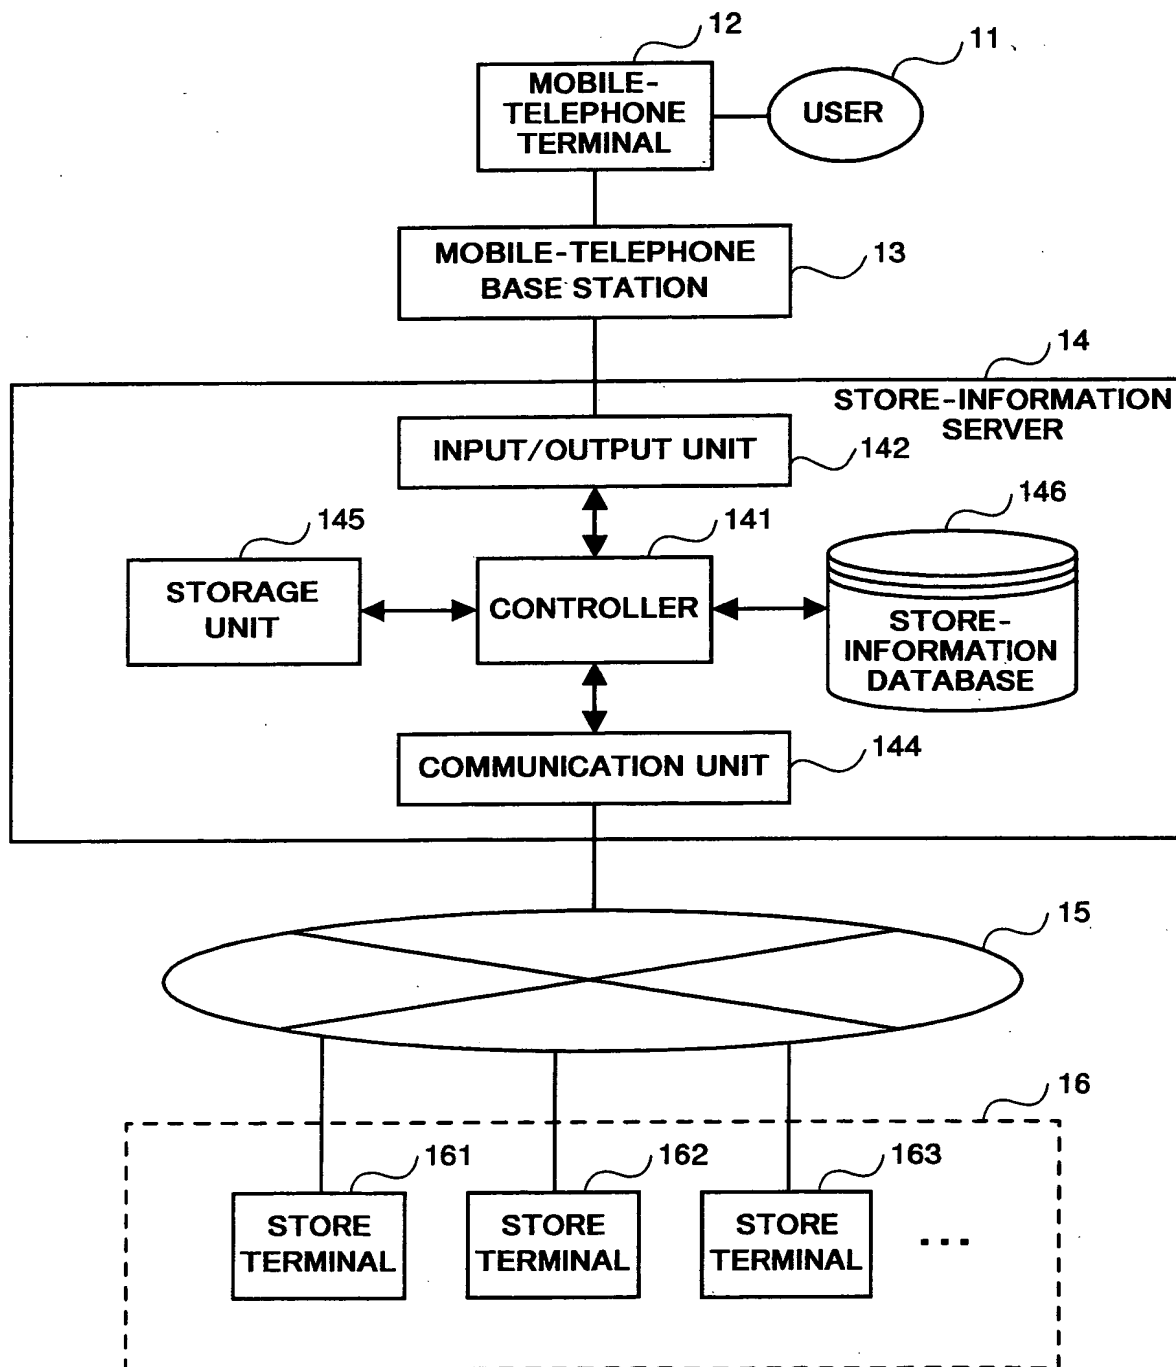 12
11
MOBILE-
TELEPHONE
TERMINAL
USER
MOBILE-TELEPHONE
BASE STATION
13
14
STORE-INFORMATION
SERVER
INPUT/OUTPUT UNIT
142
145
141
146
STORAGE
UNIT
CONTROLLER
STORE-
INFORMATION
DATABASE
COMMUNICATION UNIT
144
15
16
161
162
163
STORE
TERMINAL
STORE
TERMINAL
STORE
TERMINAL
...